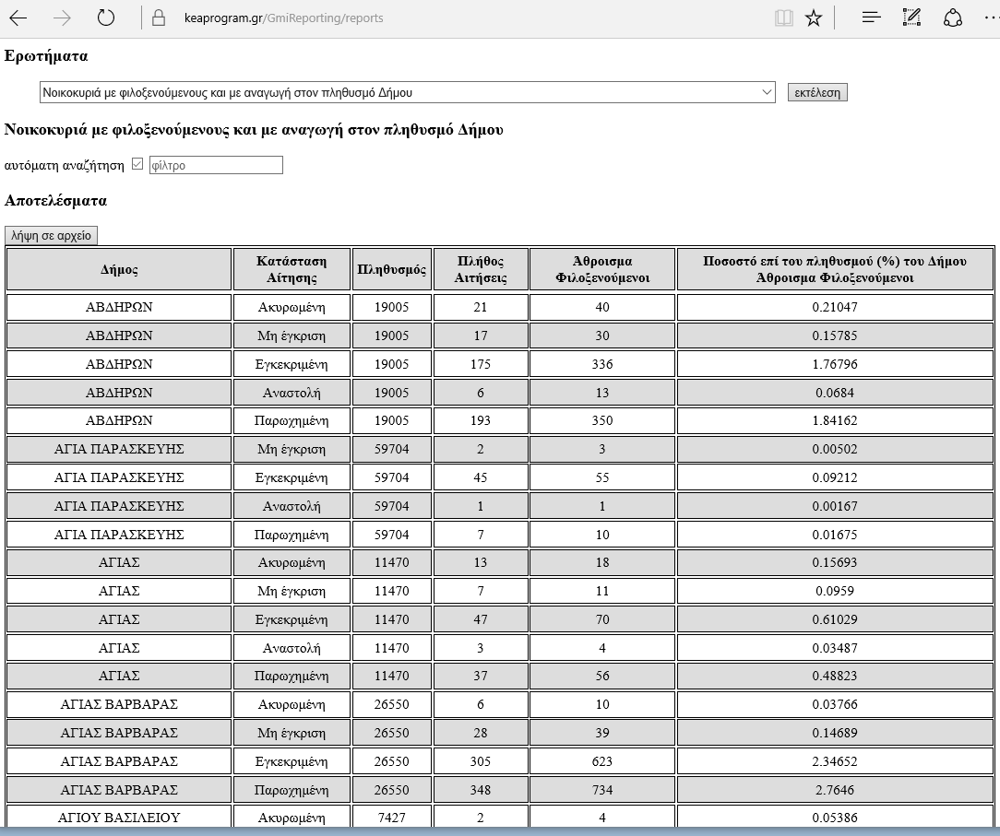 keaprogram.gr/GmiReporting/reports
Ερωτήματα
Νοικοκυριά με φιλοξενούμενους και με αναγωγή στον πληθυσμό Δήμου εκτέλεση
Νοικοκυριά με φιλοξενούμενους και με αναγωγή στον πληθυσμό Δήμου
αυτόματη αναζήτηση φίλτρο
Αποτελέσματα
λήψη σε αρχείο
Δήμος Κατάσταση Αίτησης Πληθυσμός Πλήθος Αιτήσεις Άθροισμα Φιλοξενούμενοι Ποσοστό επί του πληθυσμού (%) του Δήμου Άθροισμα Φιλοξενούμενοι
ΑΒΔΗΡΩΝ Ακυρωμένη 19005 21 40 0.21047
ΑΒΔΗΡΩΝ Μη έγκριση 19005 17 30 0.15785
ΑΒΔΗΡΩΝ Εγκεκριμένη 19005 175 336 1.76796
ΑΒΔΗΡΩΝ Αναστολή 19005 6 13 0.0684
ΑΒΔΗΡΩΝ Παρωχημένη 19005 193 350 1.84162
ΑΓΙΑ ΠΑΡΑΣΚΕΥΗΣ Μη έγκριση 59704 2 3 0.00502
ΑΓΙΑ ΠΑΡΑΣΚΕΥΗΣ Εγκεκριμένη 59704 45 55 0.09212
ΑΓΙΑ ΠΑΡΑΣΚΕΥΗΣ Αναστολή 59704 1 1 0.00167
ΑΓΙΑ ΠΑΡΑΣΚΕΥΗΣ Παρωχημένη 59704 7 10 0.01675
ΑΓΙΑΣ Ακυρωμένη 11470 13 18 0.15693
ΑΓΙΑΣ Μη έγκριση 11470 7 11 0.0959
ΑΓΙΑΣ Εγκεκριμένη 11470 47 70 0.61029
ΑΓΙΑΣ Αναστολή 11470 3 4 0.03487
ΑΓΙΑΣ Παρωχημένη 11470 37 56 0.48823
ΑΓΙΑΣ ΒΑΡΒΑΡΑΣ Ακυρωμένη 26550 6 10 0.03766
ΑΓΙΑΣ ΒΑΡΒΑΡΑΣ Μη έγκριση 26550 28 39 0.14689
ΑΓΙΑΣ ΒΑΡΒΑΡΑΣ Εγκεκριμένη 26550 305 623 2.34652
ΑΓΙΑΣ ΒΑΡΒΑΡΑΣ Παρωχημένη 26550 348 734 2.7646
ΑΓΙΟΥ ΒΑΣΙΛΕΙΟΥ Ακυρωμένη 7427 2 4 0.05386